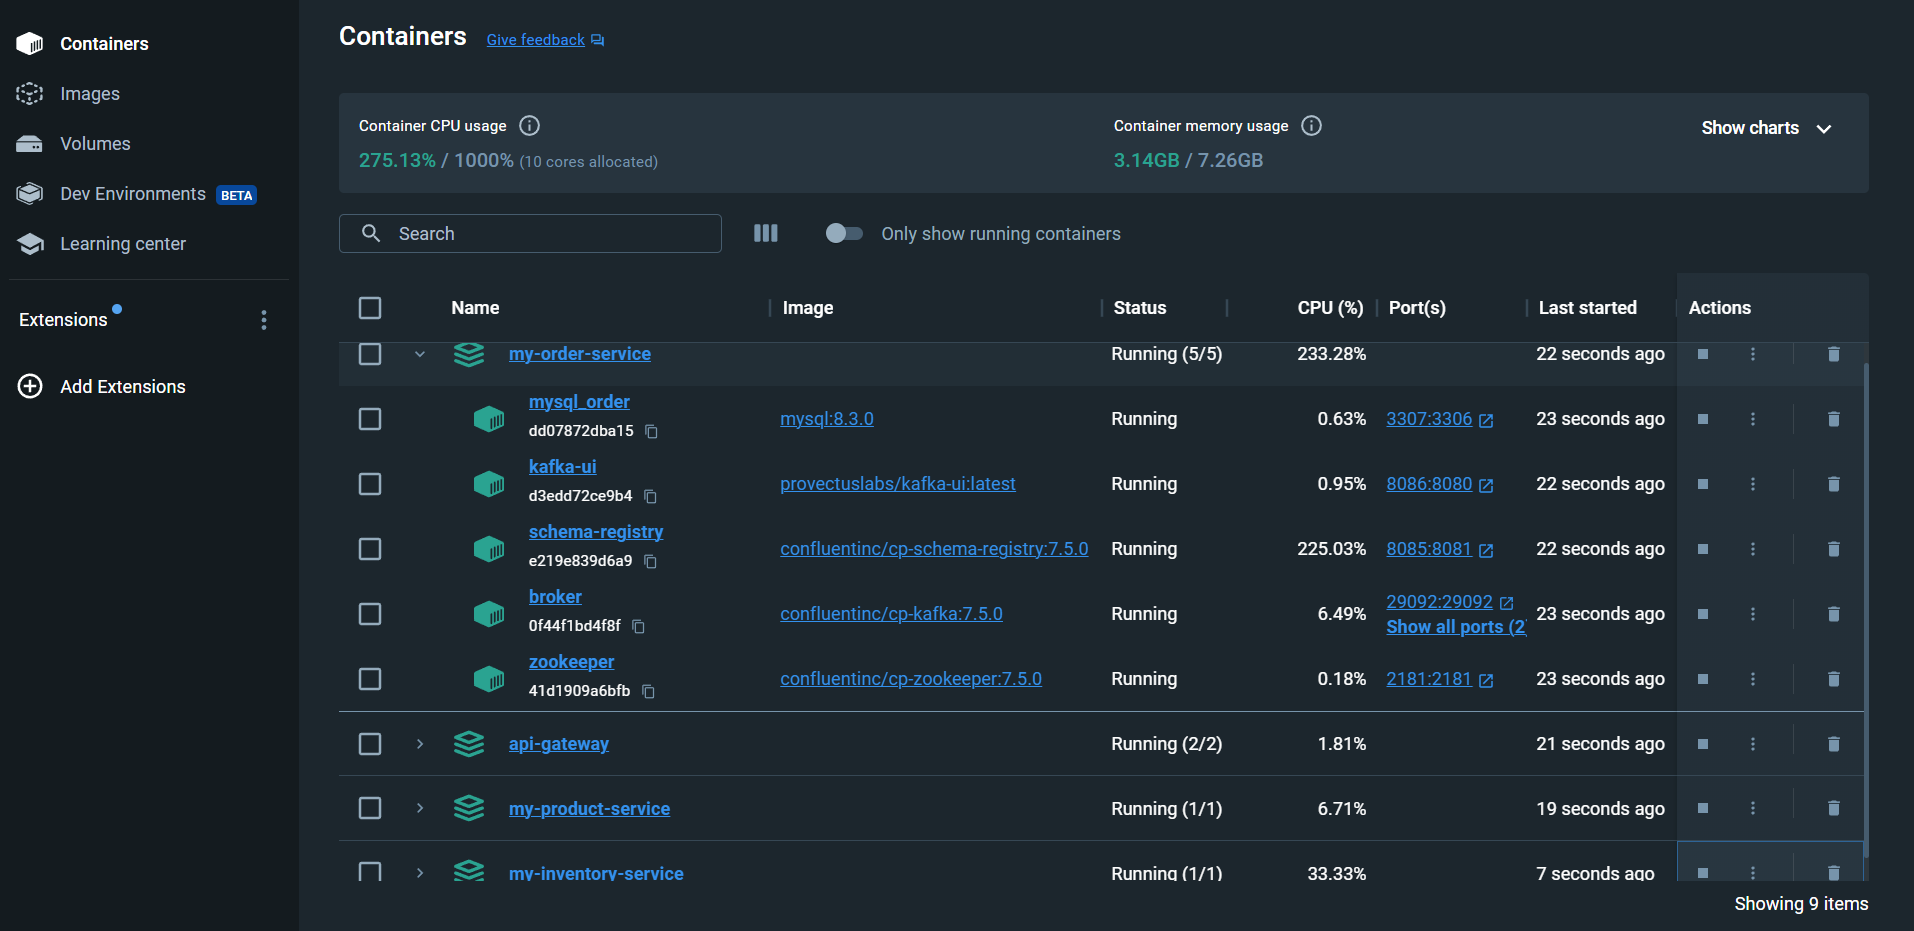 Containers
Images
Volumes
Dev Environments BETA
Learning center
Extensions
Add Extensions
Containers Give feedback
Container CPU usage
275.13% / 1000% (10 cores allocated)
Container memory usage
3.14GB / 7.26GB
Show charts
Search
Only show running containers
Name Image Status CPU (%) Port(s) Last started Actions
my-order-service Running (5/5) 233.28% 22 seconds ago
mysql_order
dd07872dba15
mysql:8.3.0 Running 0.63% 3307:3306 23 seconds ago
kafka-ui
d3edd72ce9b4
provectuslabs/kafka-ui:latest Running 0.95% 8086:8080 22 seconds ago
schema-registry
e219e839d6a9
confluentinc/cp-schema-registry:7.5.0 Running 225.03% 8085:8081 22 seconds ago
broker
0f44f1bd4f8f
confluentinc/cp-kafka:7.5.0 Running 6.49% 29092:29092
Show all ports (2
23 seconds ago
zookeeper
41d1909a6bfb
confluentinc/cp-zookeeper:7.5.0 Running 0.18% 2181:2181 23 seconds ago
api-gateway Running (2/2) 1.81% 21 seconds ago
my-product-service Running (1/1) 6.71% 19 seconds ago
my-inventory-service Running (1/1) 33.33% 7 seconds ago
Showing 9 items